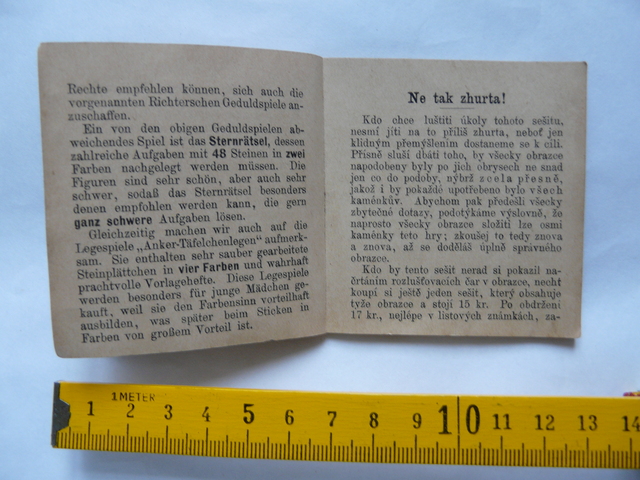 Rechte empfehlen können, sich auch die
vorgenannten Richterschen Geduldspiele an-
zuschaffen.
Ein von den obigen Geduldspielen ab-
weichendes Spiel ist das Sternrätsel, dessen
zahlreiche Aufgaben mit 48 Steinen in zwei
Farben nachgelegt werden müssen. Die
Figuren sind sehr schön, aber auch sehr
schwer, sodaß das Sternrätsel besonders
denen empfohlen werden kann, die gern
ganz schwere Aufgaben lösen.
Gleichzeitig machen wir auch auf die
Legespiele „Anker-Täfelchenlegen" aufmerk-
sam. Sie enthalten sehr sauber gearbeitete
Steinplättchen in vier Farben und wahrhaft
prachtvolle Vorlagehefte. Diese Legespiele
werden besonders für junge Mädchen ge-
kauft, weil sie den Farbensinn vorteilhaft
ausbilden, was später beim Sticken in
Farben von großem Vorteil ist.
Ne tak zhurta!
Kdo chce luštiti úkoly tohoto sešitu,
nesmí jíti na to příliš zhurta, neboť jen
klidným přemýšlením dostaneme se k cíli.
Přísně sluší dbáti toho, by všecky obrazce
napodobeny byly po jich obrysech ne snad
jen co do podoby, nýbrž zcela přesně,
jakož i by pokaždé upotřebeno bylo všech
kaménkův. Abychom pak předešli všecky
zbytečné dotazy, podotýkáme výslovně, že
naprosto všecky obrazce složiti lze osmi
kaménky této hry; zkoušej to tedy znova
a znova, až se doděláš úplně správného
obrazce.
Kdo by tento sešit nerad si pokazil na-
črtáním rozlušťovacích čar v obrazce, nechť
koupí si ještě jeden sešit, který obsahuje
tyže obrazce a stojí 15 kr. Po obdržení
17 kr., nejlépe v listových známkách, za-
1 METER
1 2 3 4 5 6 7 8 9 10 11 12 13 14